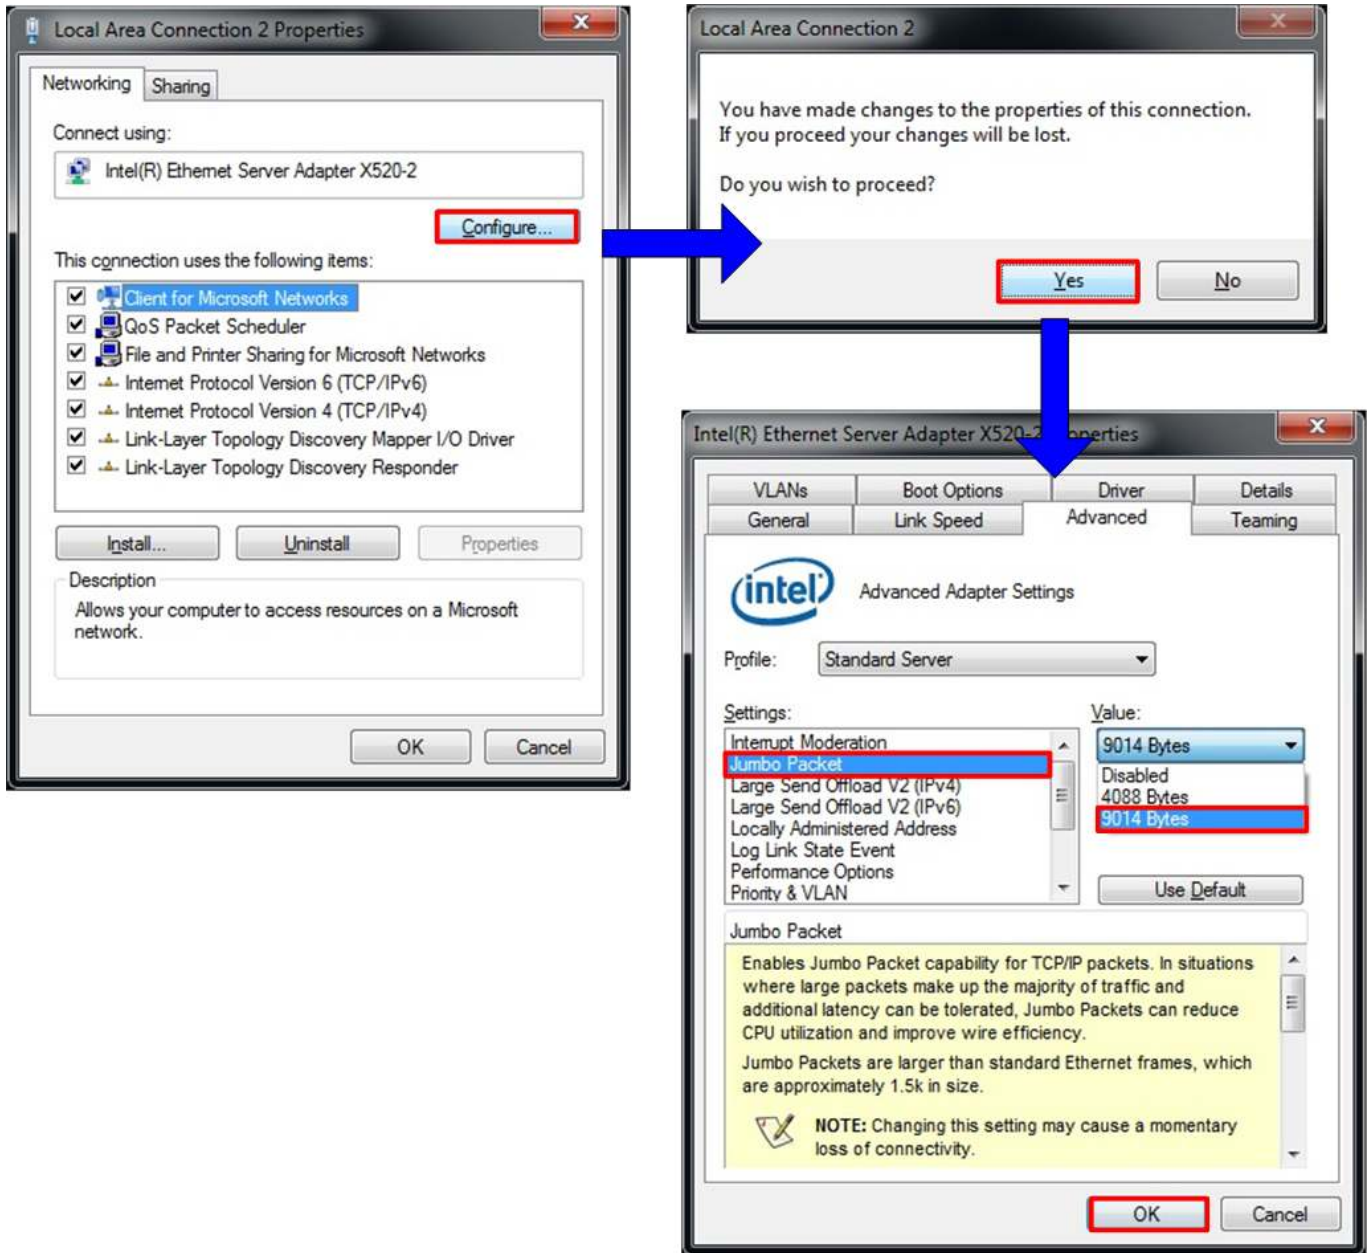 Local Area Connection 2 Properties
Networking
Sharing
Connect using:
Intel(R) Ethernet Server Adapter X520-2
Configure...
This connection uses the following items:
Client for Microsoft Networks
QoS Packet Scheduler
File and Printer Sharing for Microsoft Networks
Internet Protocol Version 6 (TCP/IPv6)
Internet Protocol Version 4 (TCP/IPv4)
Link-Layer Topology Discovery Mapper I/O Driver
Link-Layer Topology Discovery Responder
Install...
Uninstall
Properties
Description
Allows your computer to access resources on a Microsoft
network.
OK
Cancel
Local Area Connection 2
You have made changes to the properties of this connection.
If you proceed your changes will be lost.
Do you wish to proceed?
Yes
No
Intel(R) Ethernet Server Adapter X520-2
VLANs
Boot Options
Driver
Details
General
Link Speed
Advanced
Teaming
intel
Advanced Adapter Settings
Profile:
Standard Server
Settings:
Interrupt Moderation
Jumbo Packet
Large Send Offload V2 (IPv4)
Large Send Offload V2 (IPv6)
Locally Administered Address
Log Link State Event
Performance Options
Priority & VLAN
Value:
9014 Bytes
Disabled
4088 Bytes
9014 Bytes
Use Default
Jumbo Packet
Enables Jumbo Packet capability for TCP/IP packets. In situations
where large packets make up the majority of traffic and
additional latency can be tolerated, Jumbo Packets can reduce
CPU utilization and improve wire efficiency.
Jumbo Packets are larger than standard Ethernet frames, which
are approximately 1.5k in size.
NOTE: Changing this setting may cause a momentary
loss of connectivity.
OK
Cancel